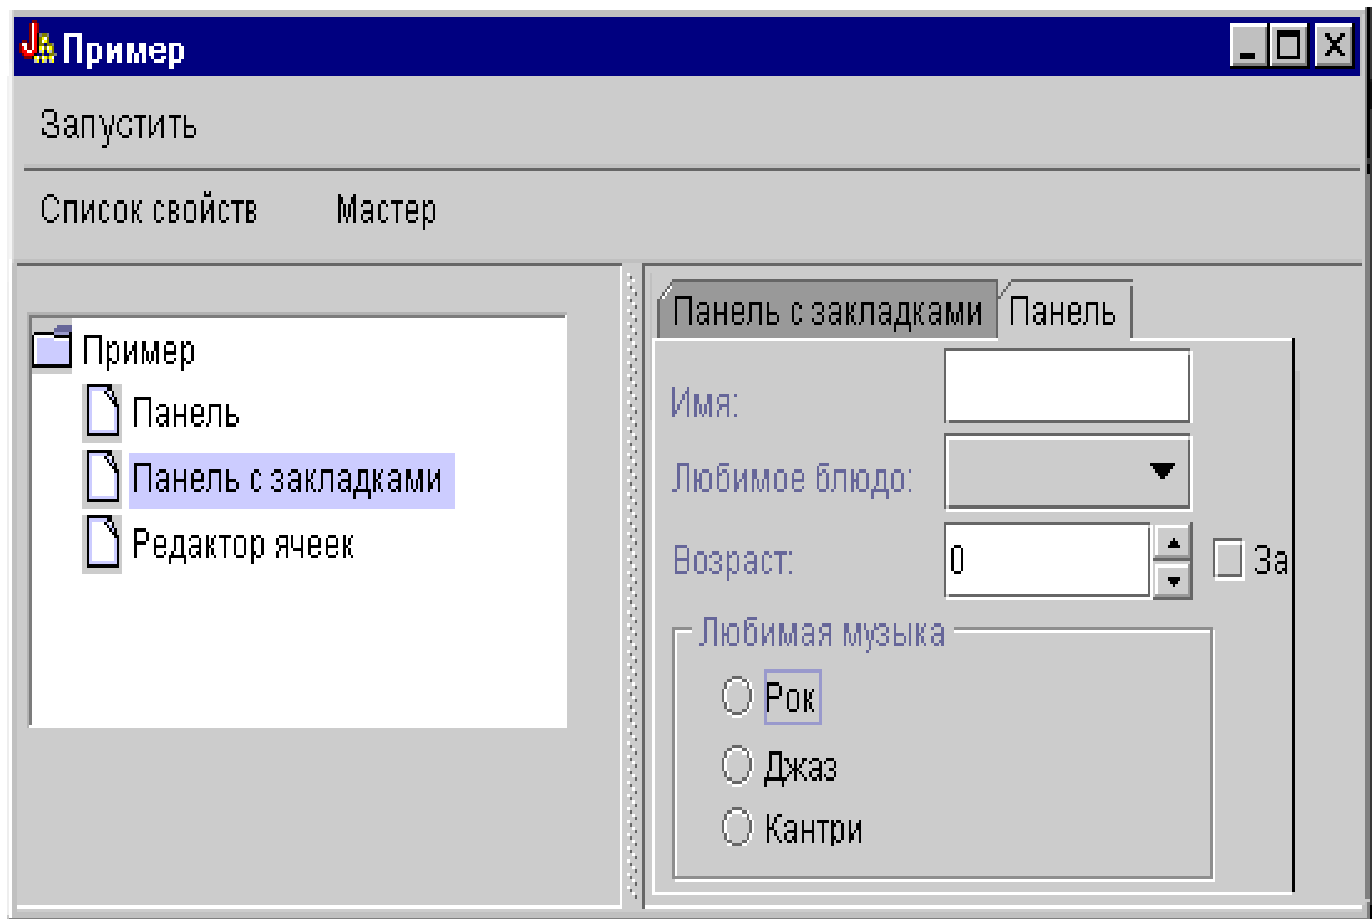 Пример
Запустить
Список свойств Мастер
Пример
Панель
Панель с закладками
Редактор ячеек
Панель с закладками Панель
Имя:
Любимое блюдо:
Возраст: 0 За
Любимая музыка
Рок
Джаз
Кантри